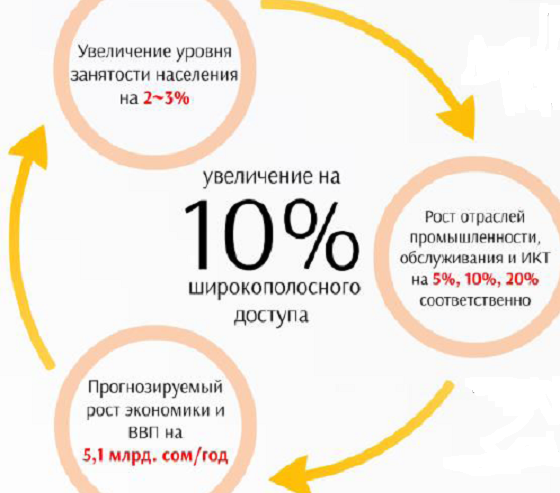 Увеличение уровня
занятости населения
на 2~3%
увеличение на
10%
широкополосного
доступа
Рост отраслей
промышленности,
обслуживания и ИКТ
на 5%, 10%, 20%
соответственно
Прогнозируемый
рост экономики и
ВВП на
5,1 млрд. сом/год